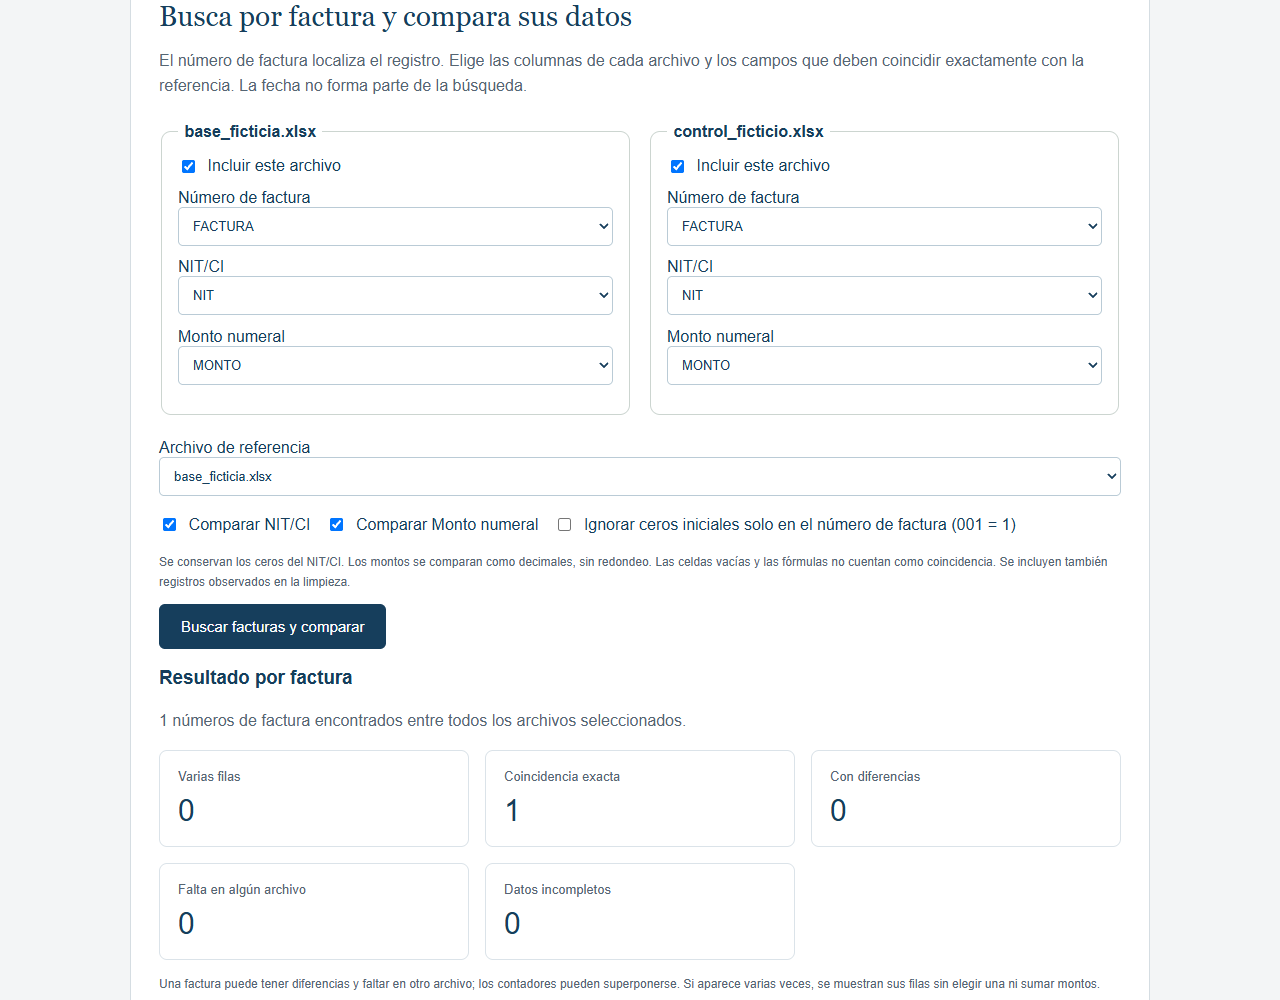 Busca por factura y compara sus datos
El número de factura localiza el registro. Elige las columnas de cada archivo y los campos que deben coincidir exactamente con la
referencia. La fecha no forma parte de la búsqueda.
base_ficticia.xlsx
Incluir este archivo
Número de factura
FACTURA
NIT/CI
NIT
Monto numeral
MONTO
control_ficticio.xlsx
Incluir este archivo
Número de factura
FACTURA
NIT/CI
NIT
Monto numeral
MONTO
Archivo de referencia
base_ficticia.xlsx
Comparar NIT/CI Comparar Monto numeral Ignorar ceros iniciales solo en el número de factura (001 = 1)
Se conservan los ceros del NIT/CI. Los montos se comparan como decimales, sin redondeo. Las celdas vacías y las fórmulas no cuentan como coincidencia. Se incluyen también
registros observados en la limpieza.
Buscar facturas y comparar
Resultado por factura
1 números de factura encontrados entre todos los archivos seleccionados.
Varias filas
0
Coincidencia exacta
1
Con diferencias
0
Falta en algún archivo
0
Datos incompletos
0
Una factura puede tener diferencias y faltar en otro archivo; los contadores pueden superponerse. Si aparece varias veces, se muestran sus filas sin elegir una ni sumar montos.